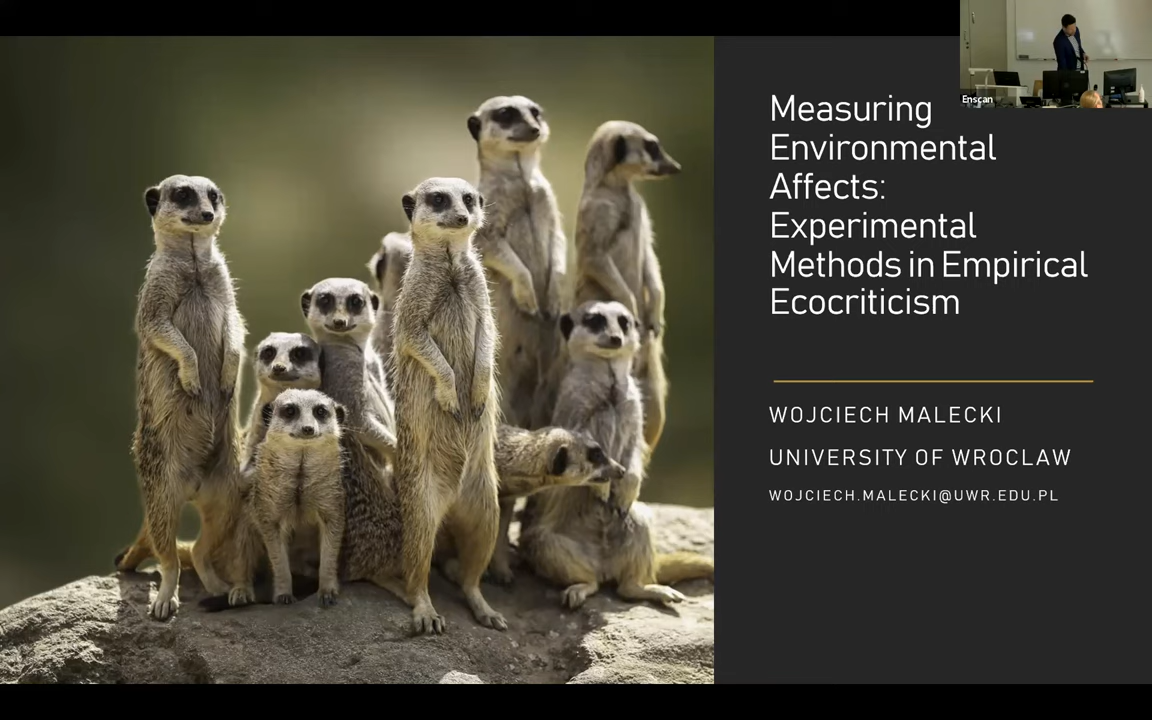 Enscan
Measuring
Environmental
Affects:
Experimental
Methods in Empirical
Ecocriticism
WOJCIECH MALECKI
UNIVERSITY OF WROCLAW
WOJCIECH.MALECKI@UWR.EDU.PL